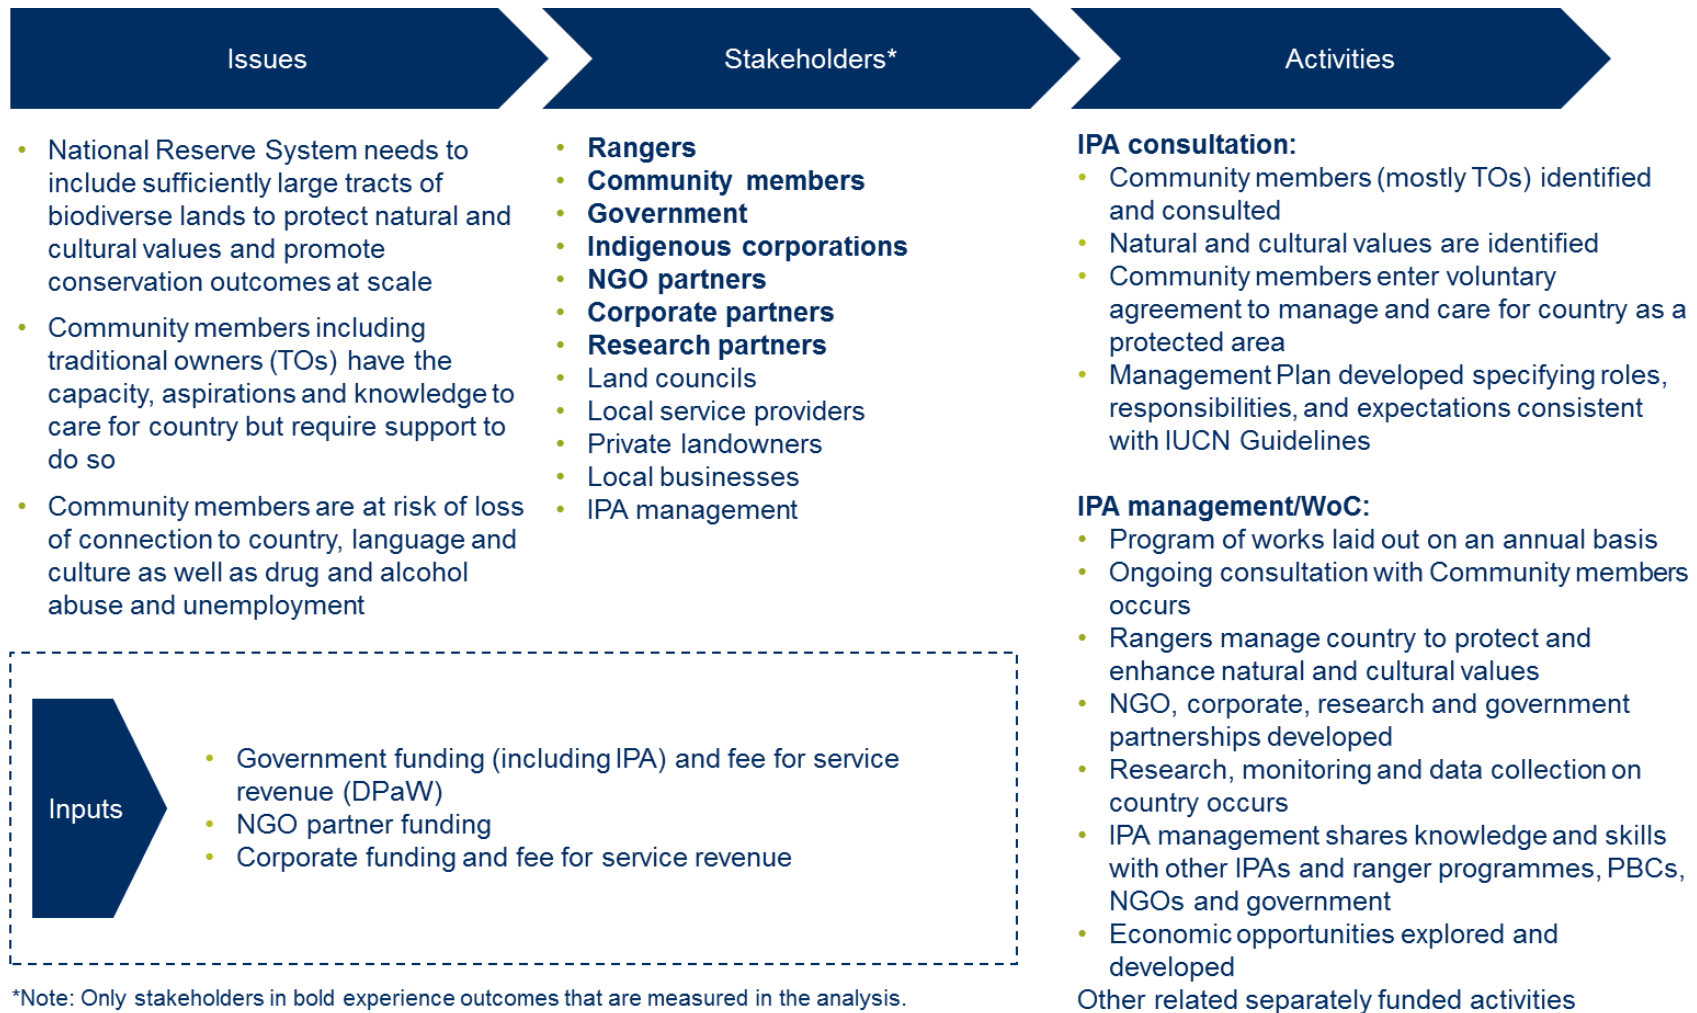 Issues
National Reserve System needs to
include sufficiently large tracts of
biodiverse lands to protect natural and
cultural values and promote
conservation outcomes at scale
Community members including
traditional owners (TOs) have the
capacity, aspirations and knowledge to
care for country but require support to
do so
Community members are at risk of loss
of connection to country, language and
culture as well as drug and alcohol
abuse and unemployment
Stakeholders*
Rangers
Community members
Government
Indigenous corporations
NGO partners
Corporate partners
Research partners
Land councils
Local service providers
Private landowners
Local businesses
IPA management
Activities
IPA consultation:
Community members (mostly TOs) identified
and consulted
Natural and cultural values are identified
Community members enter voluntary
agreement to manage and care for country as a
protected area
Management Plan developed specifying roles,
responsibilities, and expectations consistent
with IUCN Guidelines
IPA management/WoC:
Program of works laid out on an annual basis
Ongoing consultation with Community members
occurs
Rangers manage country to protect and
enhance natural and cultural values
NGO, corporate, research and government
partnerships developed
Research, monitoring and data collection on
country occurs
IPA management shares knowledge and skills
with other IPAs and ranger programmes, PBCs,
NGOs and government
Economic opportunities explored and
developed
Other related separately funded activities
Inputs
Government funding (including IPA) and fee for service
revenue (DPaW)
NGO partner funding
Corporate funding and fee for service revenue
*Note: Only stakeholders in bold experience outcomes that are measured in the analysis.